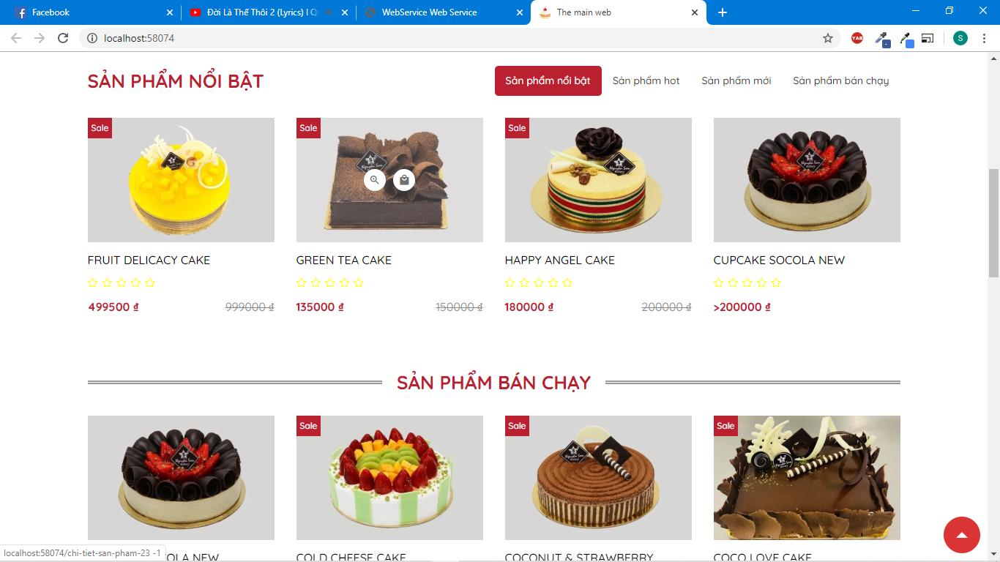 Facebook
Đời Là Thế Thôi 2 (Lyrics) l
WebService Web Service
The main web
localhost:58074
YAB
S
SẢN PHẨM NỔI BẬT
Sản phẩm nổi bật
Sản phẩm hot
Sản phẩm mới
Sản phẩm bán chạy
Sale
Sale
Sale
Nguyễn Sơn Bakery
FRUIT DELICACY CAKE
GREEN TEA CAKE
HAPPY ANGEL CAKE
CUPCAKE SOCOLA NEW
499500 ₫ 999000 ₫
135000 ₫ 150000 ₫
180000 ₫ 200000 ₫
>200000 ₫
SẢN PHẨM BÁN CHẠY
Sale
Sale
Sale
OLA NEW
COLD CHEESE CAKE
COCONUT & STRAWBERRY
COCO LOVE CAKE
localhost:58074/chi-tiet-san-pham-23 -1